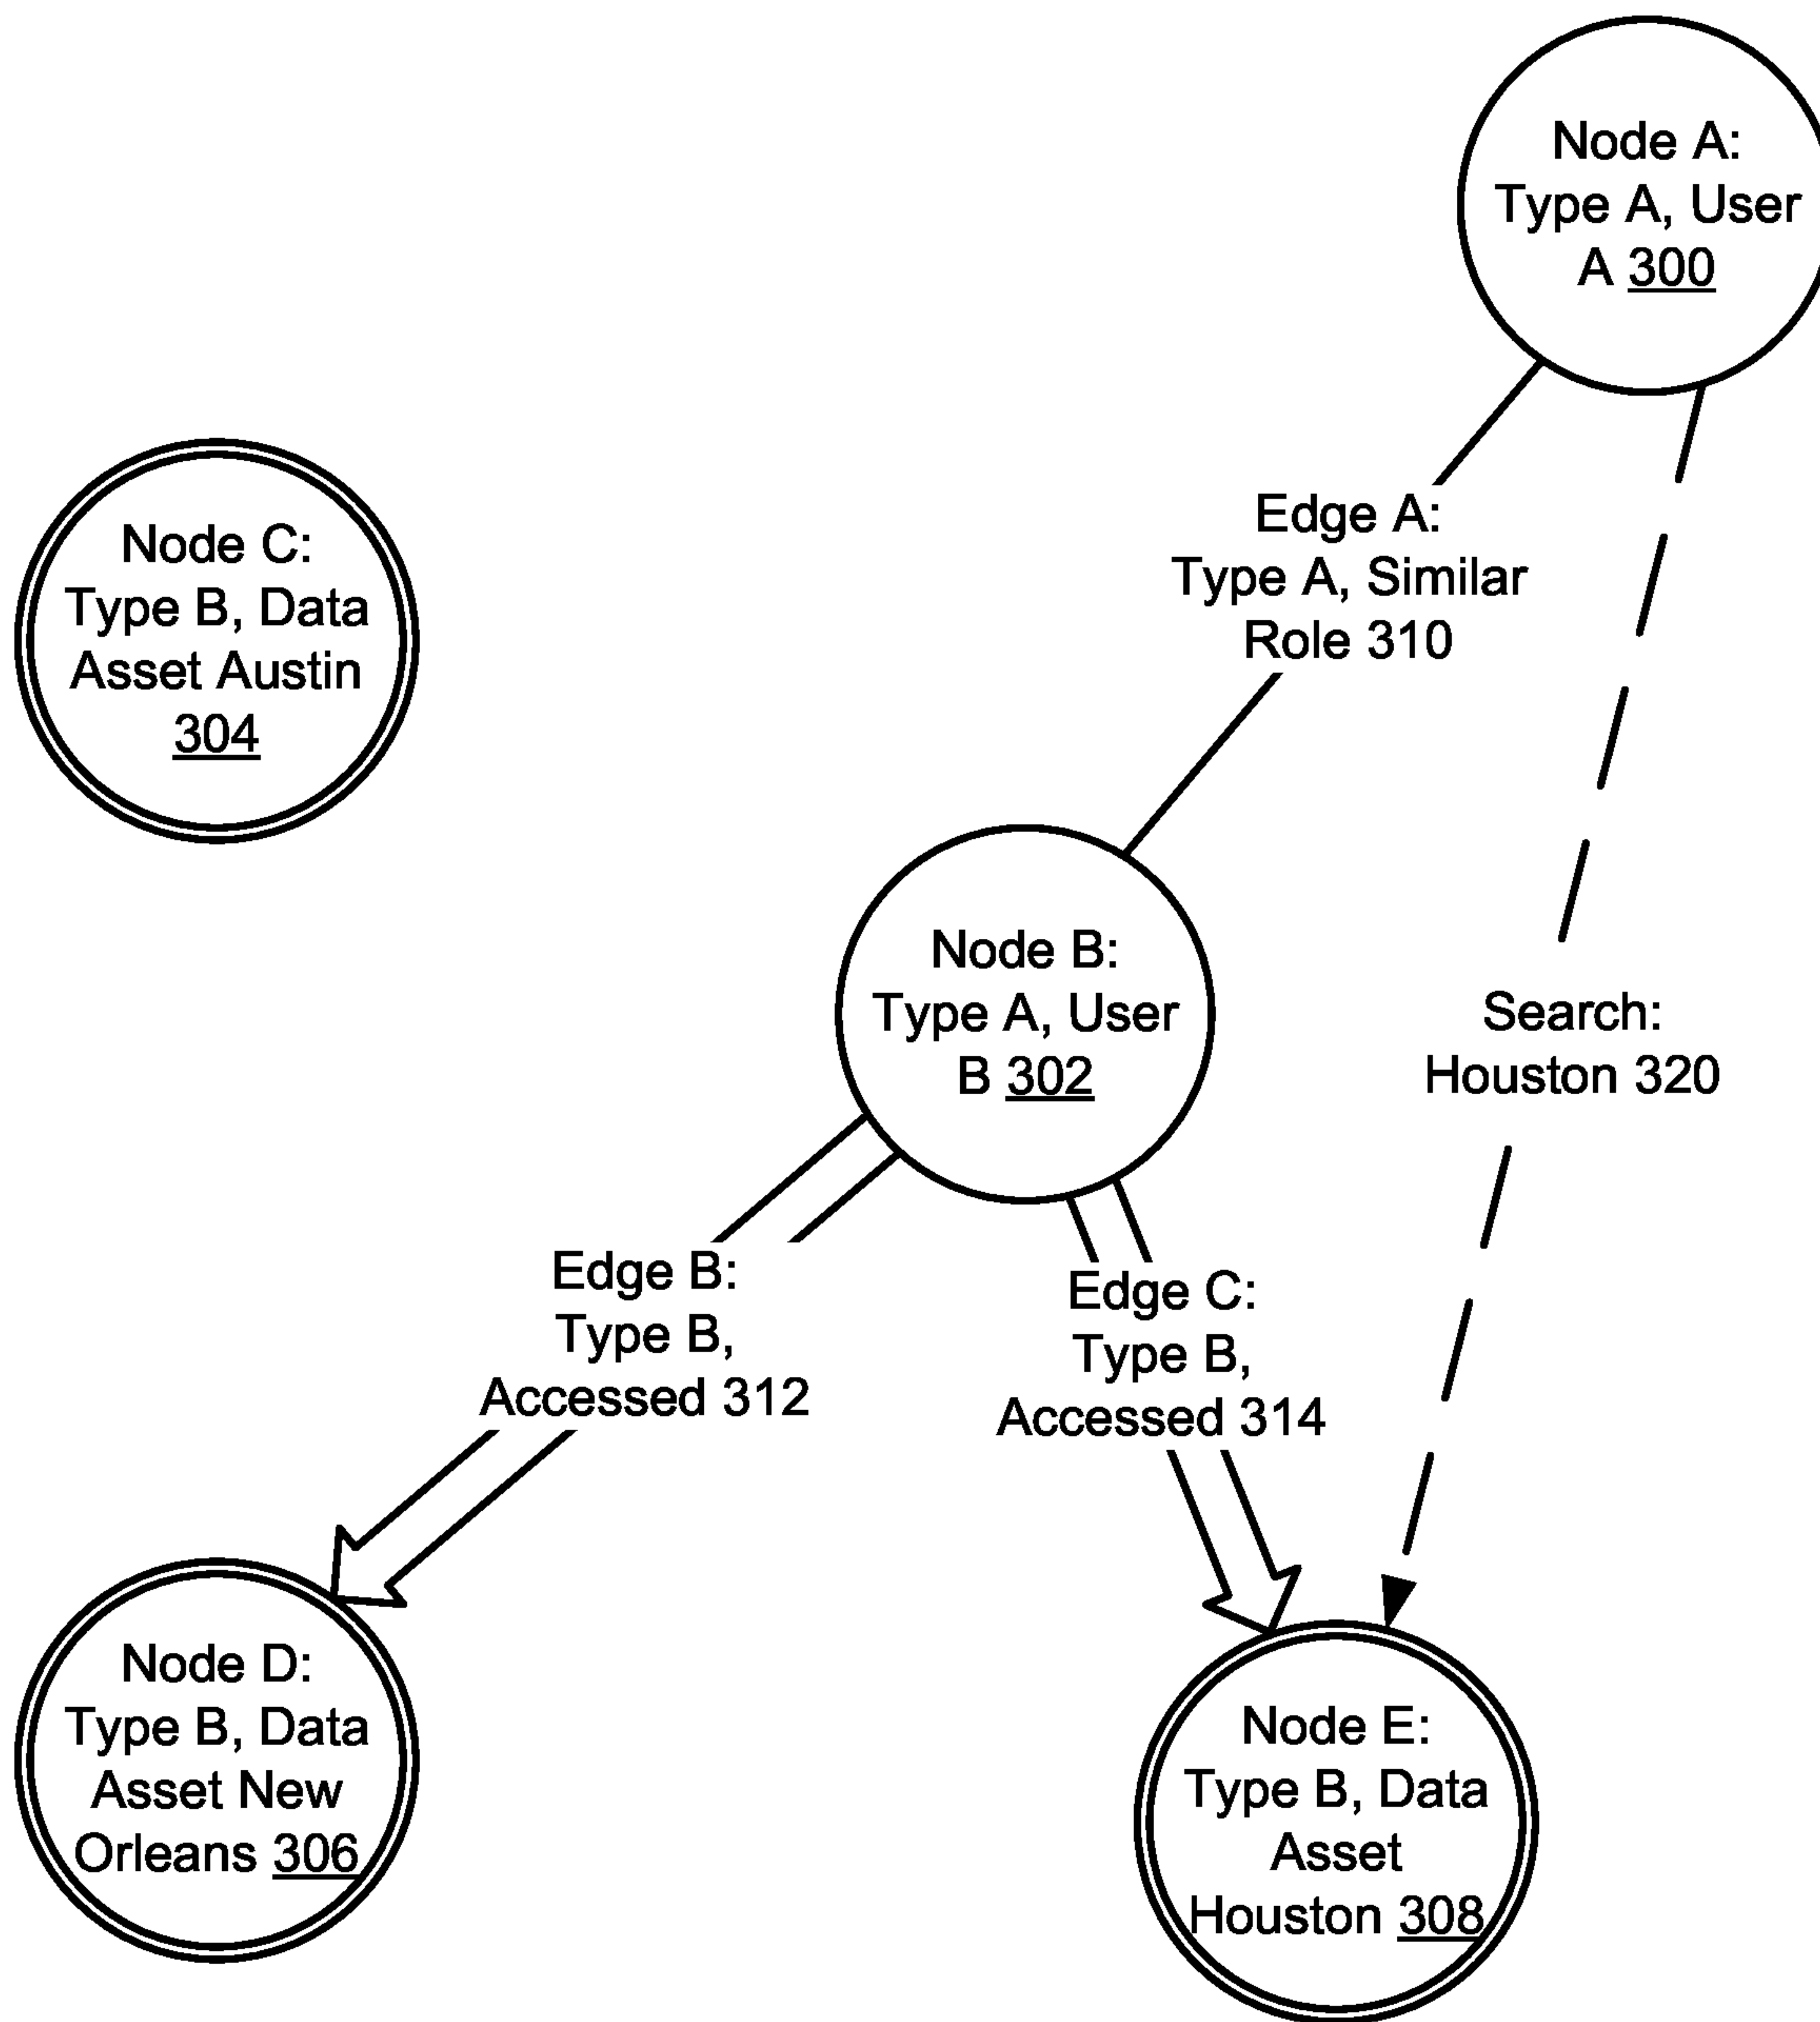 Node A:
Type A, User
A 300
Edge A:
Type A, Similar
Role 310
Node C:
Type B, Data
Asset Austin
304
Node B:
Type A, User
B 302
Search:
Houston 320
Edge B:
Type B,
Accessed 312
Edge C:
Type B,
Accessed 314
Node D:
Type B, Data
Asset New
Orleans 306
Node E:
Type B, Data
Asset
Houston 308